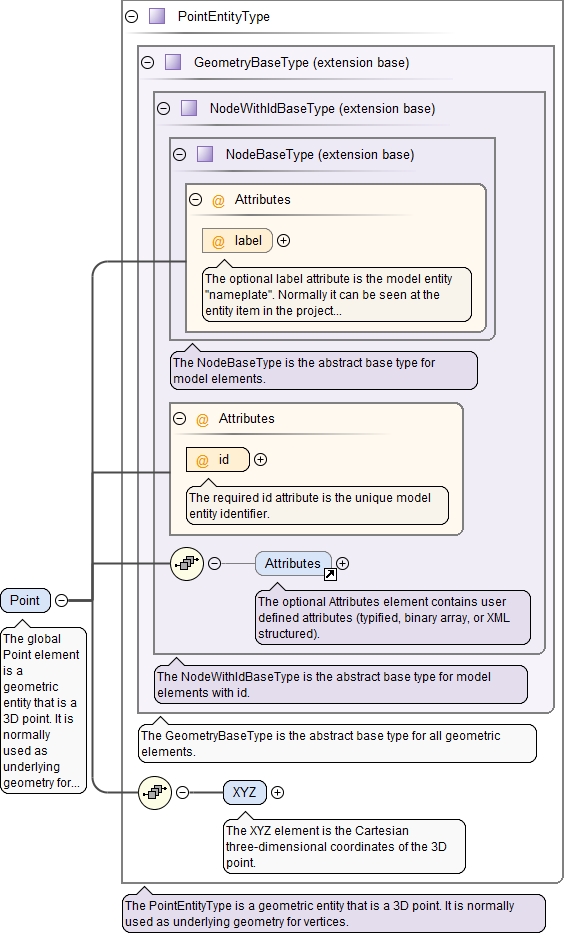 PointEntityType
GeometryBaseType (extension base)
NodeWithIdBaseType (extension base)
NodeBaseType (extension base)
@ Attributes
@ label
The optional label attribute is the model entity
"nameplate". Normally it can be seen at the
entity item in the project...
The NodeBaseType is the abstract base type for
model elements.
@ Attributes
@ id
The required id attribute is the unique model
entity identifier.
Attributes
The optional Attributes element contains user
defined attributes (typified, binary array, or XML
structured).
Point
The global
Point element
is a
geometric
entity that is a
3D point. It is
normally
used as
underlying
geometry for...
The NodeWithIdBaseType is the abstract base type for model
elements with id.
The GeometryBaseType is the abstract base type for all geometric
elements.
XYZ
The XYZ element is the Cartesian
three-dimensional coordinates of the 3D
point.
The PointEntityType is a geometric entity that is a 3D point. It is normally
used as underlying geometry for vertices.